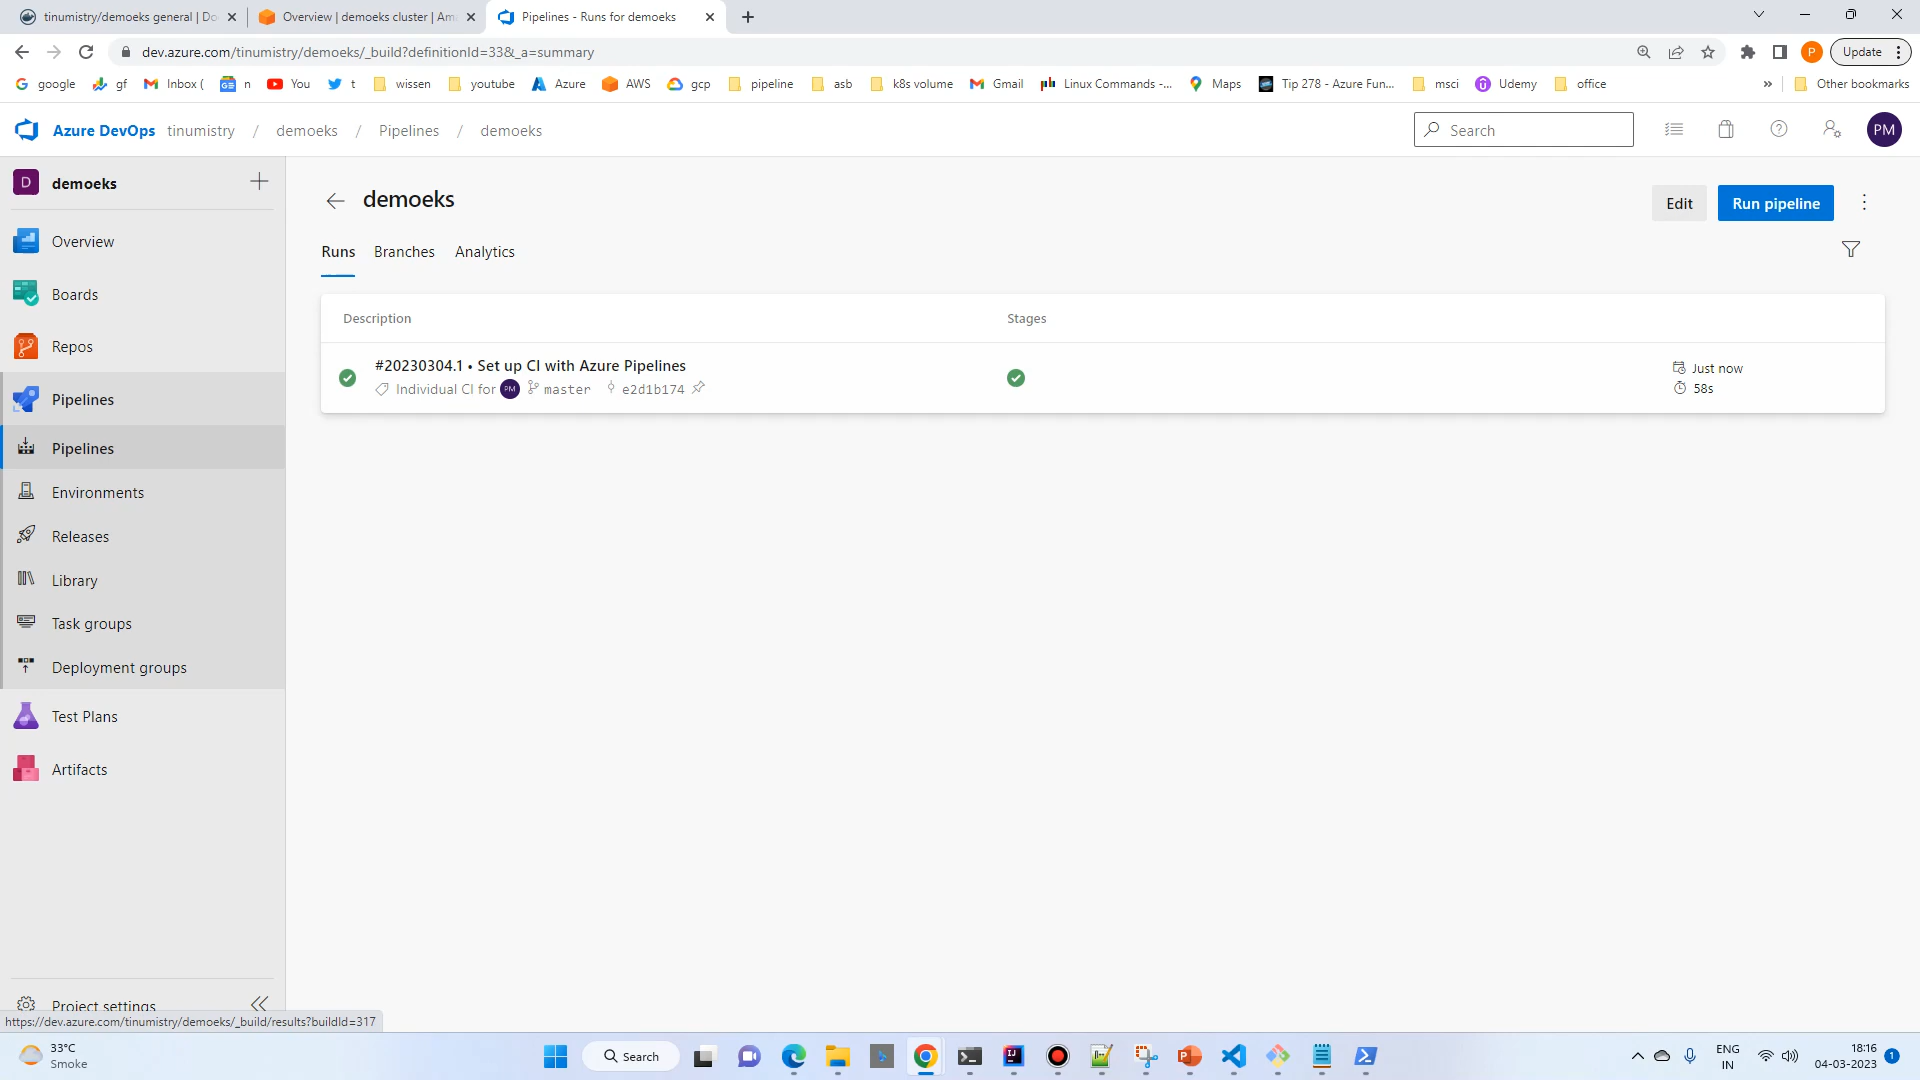 tinumistry/demoeks general | Do
Overview | demoeks cluster | Am
Pipelines - Runs for demoeks
dev.azure.com/tinumistry/demoeks/_build?definitionId=33&_a=summary
Update
google
gf
Inbox (
n
You
t
wissen
youtube
Azure
AWS
gcp
pipeline
asb
k8s volume
Gmail
Linux Commands -...
Maps
Tip 278 - Azure Fun...
msci
Udemy
office
»
Other bookmarks
Azure DevOps tinumistry / demoeks / Pipelines / demoeks
Search
PM
D demoeks
Overview
Boards
Repos
Pipelines
Pipelines
Environments
Releases
Library
Task groups
Deployment groups
Test Plans
Artifacts
Project settings
demoeks
Edit
Run pipeline
Runs Branches Analytics
Description
Stages
#20230304.1 • Set up CI with Azure Pipelines
Individual CI for PM master e2d1b174
Just now
58s
https://dev.azure.com/tinumistry/demoeks/_build/results?buildId=317
33°C
Smoke
Search
ENG
IN
18:16
04-03-2023
1